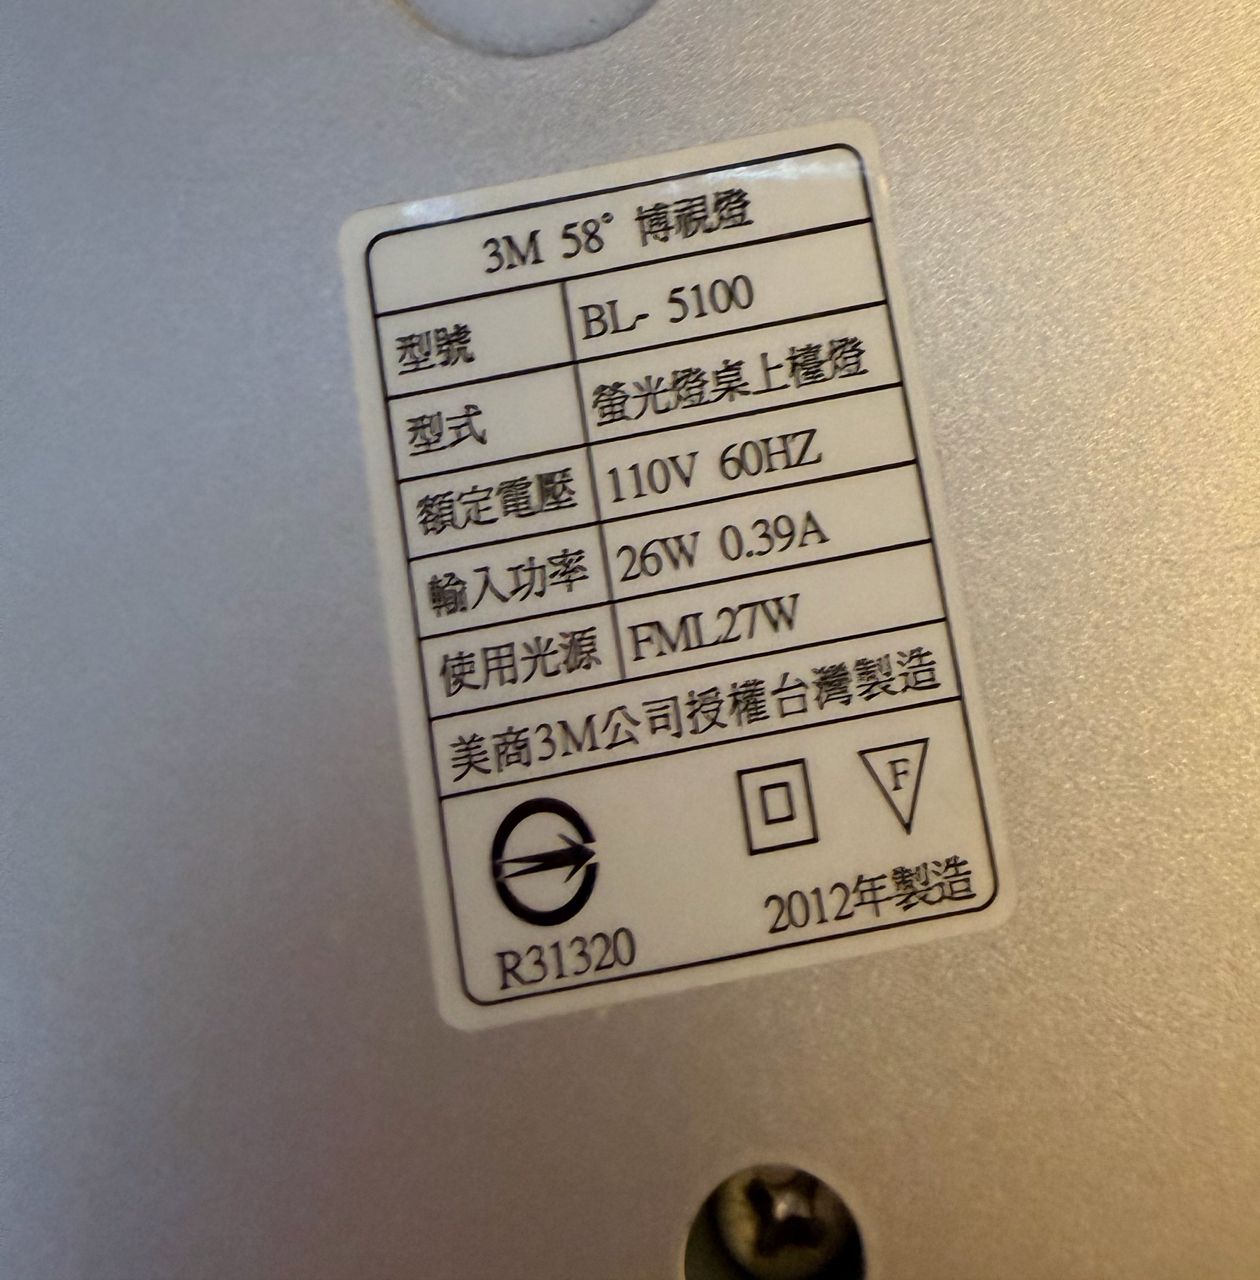 3M 58° 博視燈
型號 BL- 5100
型式 螢光燈桌上檯燈
額定電壓 110V 60HZ
輸入功率 26W 0.39A
使用光源 FML27W
美商3M公司授權台灣製造
F
R31320
2012年製造